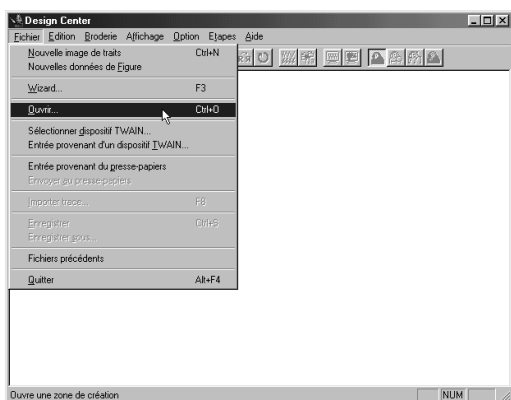 Design Center
Fichier Edition Broderie Affichage Option Etapes Aide
Nouvelle image de traits Ctrl+N
Nouvelles données de Figure
Wizard... F3
Ouvrir... Ctrl+O
Sélectionner dispositif TWAIN...
Entrée provenant d'un dispositif TWAIN...
Entrée provenant du presse-papiers
Envoyer au presse-papiers
Importer trace... F8
Enregistrer Ctrl+S
Enregistrer sous...
Fichiers précédents
Quitter Alt+F4
Ouvre une zone de création NUM